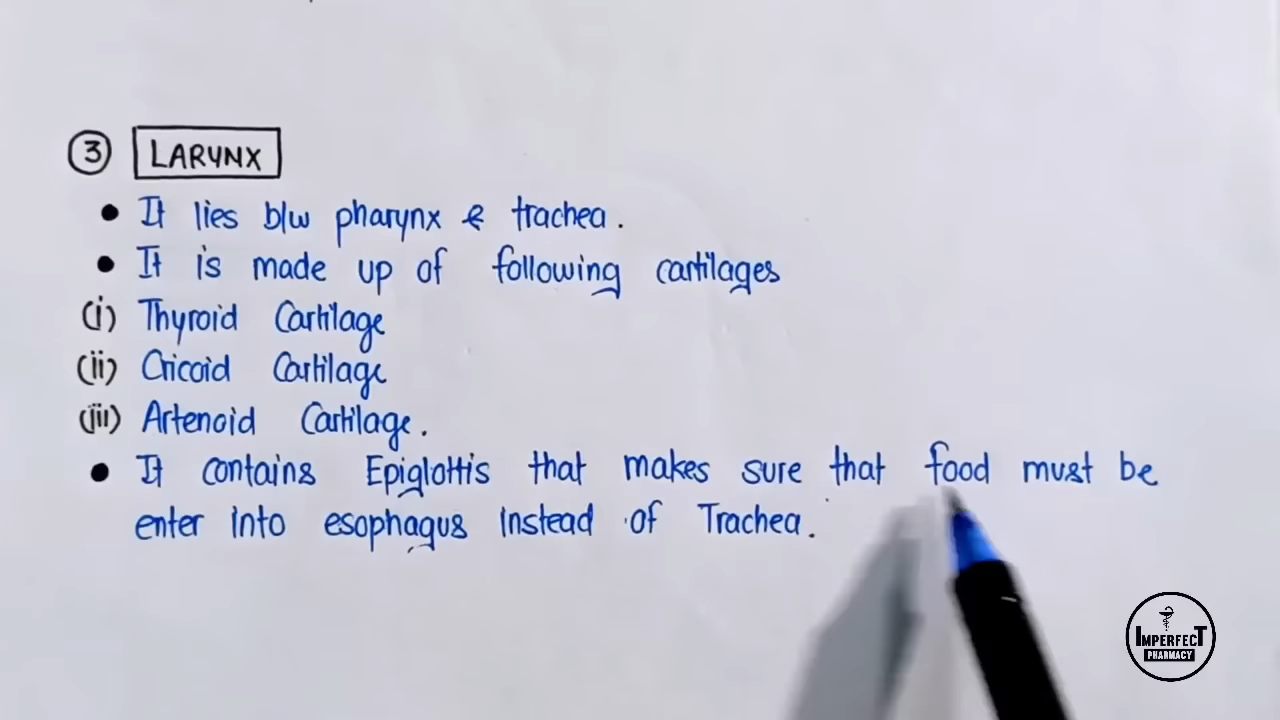 ③ LARYNX
• It lies b/w pharynx & trachea.
• It is made up of following cartilages
(i) Thyroid Cartilage
(ii) Cricoid Cartilage
(iii) Artenoid Cartilage.
• It contains Epiglottis that makes sure that food must be
enter into esophagus instead of Trachea.
IMPERFECT
PHARMACY